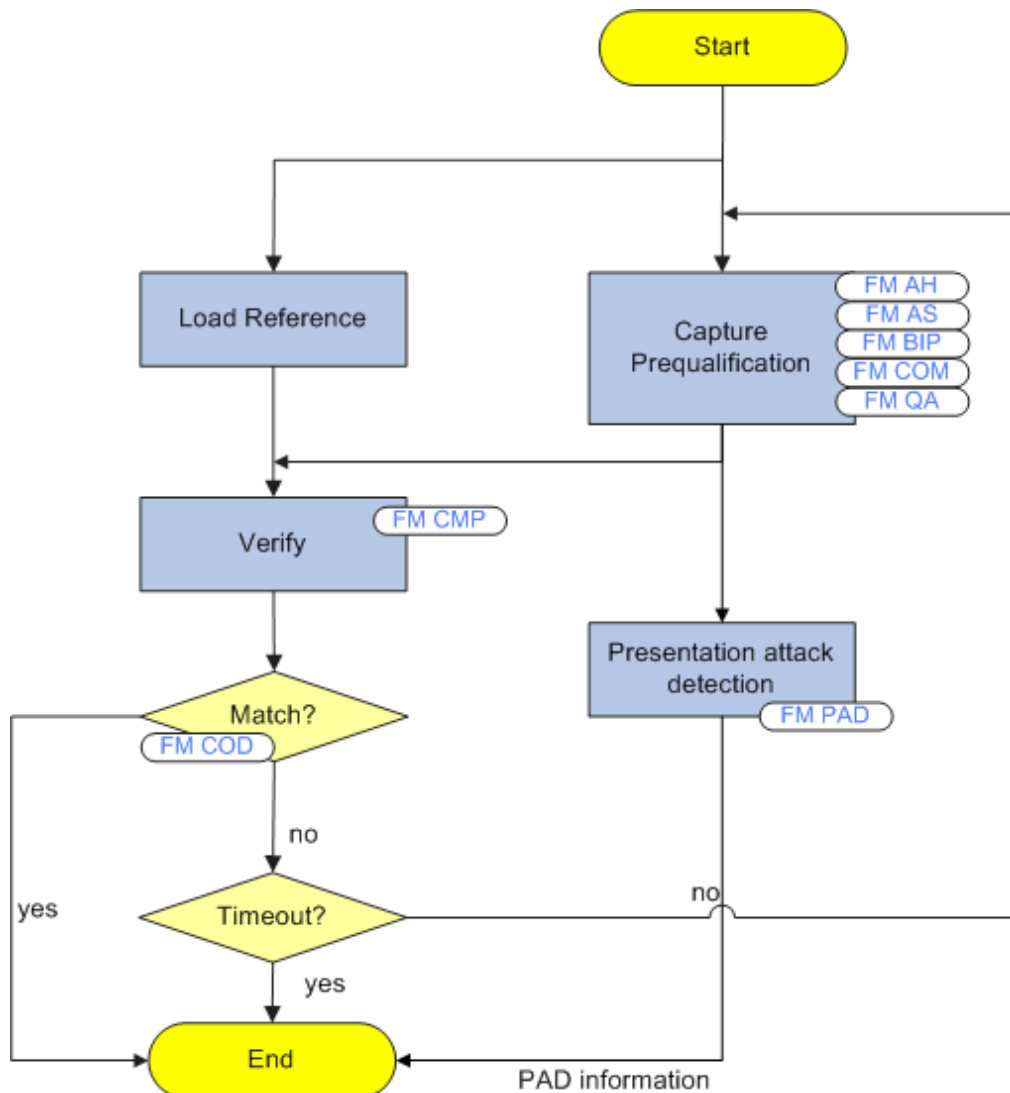 Start
Load Reference
Capture
Prequalification
FM AH
FM AS
FM BIP
FM COM
FM QA
Verify
FM CMP
Presentation attack
detection
FM PAD
Match?
FM COD
no
yes
Timeout?
no
yes
End
PAD information